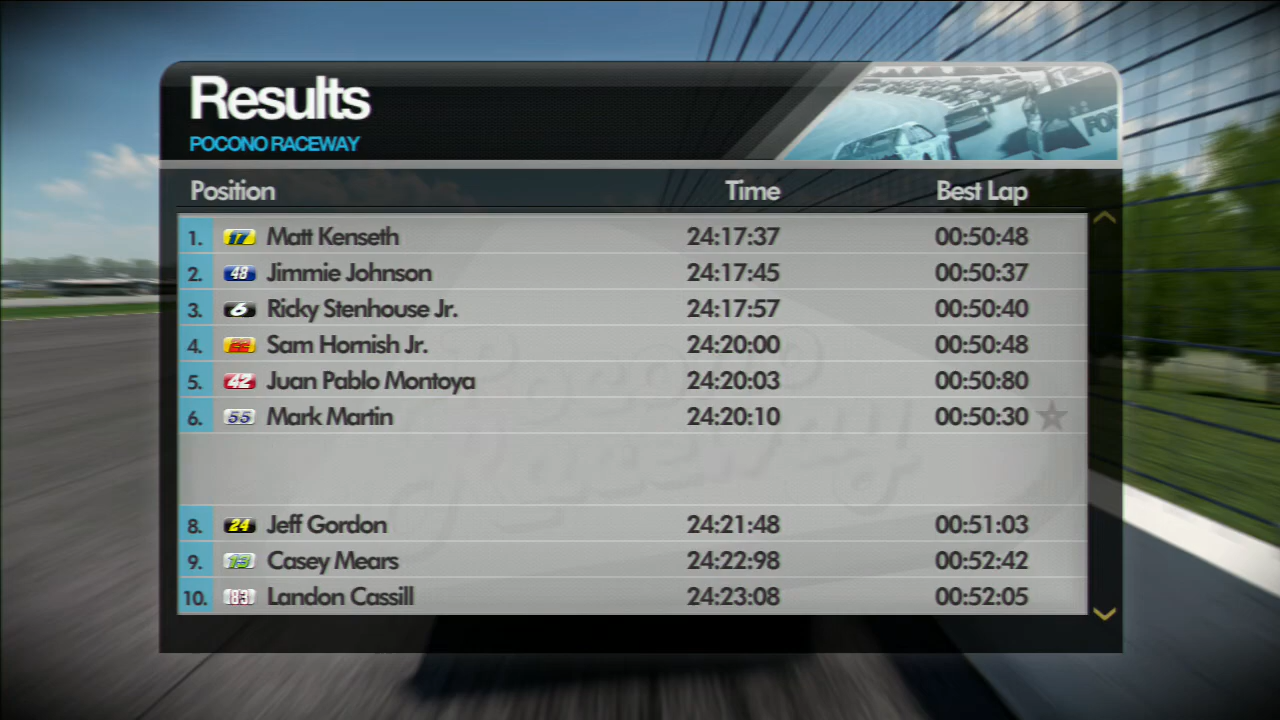 Results
POCONO RACEWAY
Position Time Best Lap
1. 17 Matt Kenseth 24:17:37 00:50:48
2. 48 Jimmie Johnson 24:17:45 00:50:37
3. 6 Ricky Stenhouse Jr. 24:17:57 00:50:40
4. 22 Sam Hornish Jr. 24:20:00 00:50:48
5. 42 Juan Pablo Montoya 24:20:03 00:50:80
6. 55 Mark Martin 24:20:10 00:50:30
8. 24 Jeff Gordon 24:21:48 00:51:03
9. 13 Casey Mears 24:22:98 00:52:42
10. 83 Landon Cassill 24:23:08 00:52:05
Pocono
Raceway